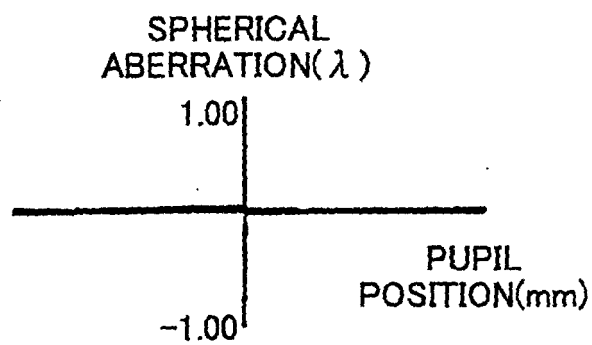 SPHERICAL
ABERRATION(λ)
1.00
PUPIL
POSITION(mm)
-1.00